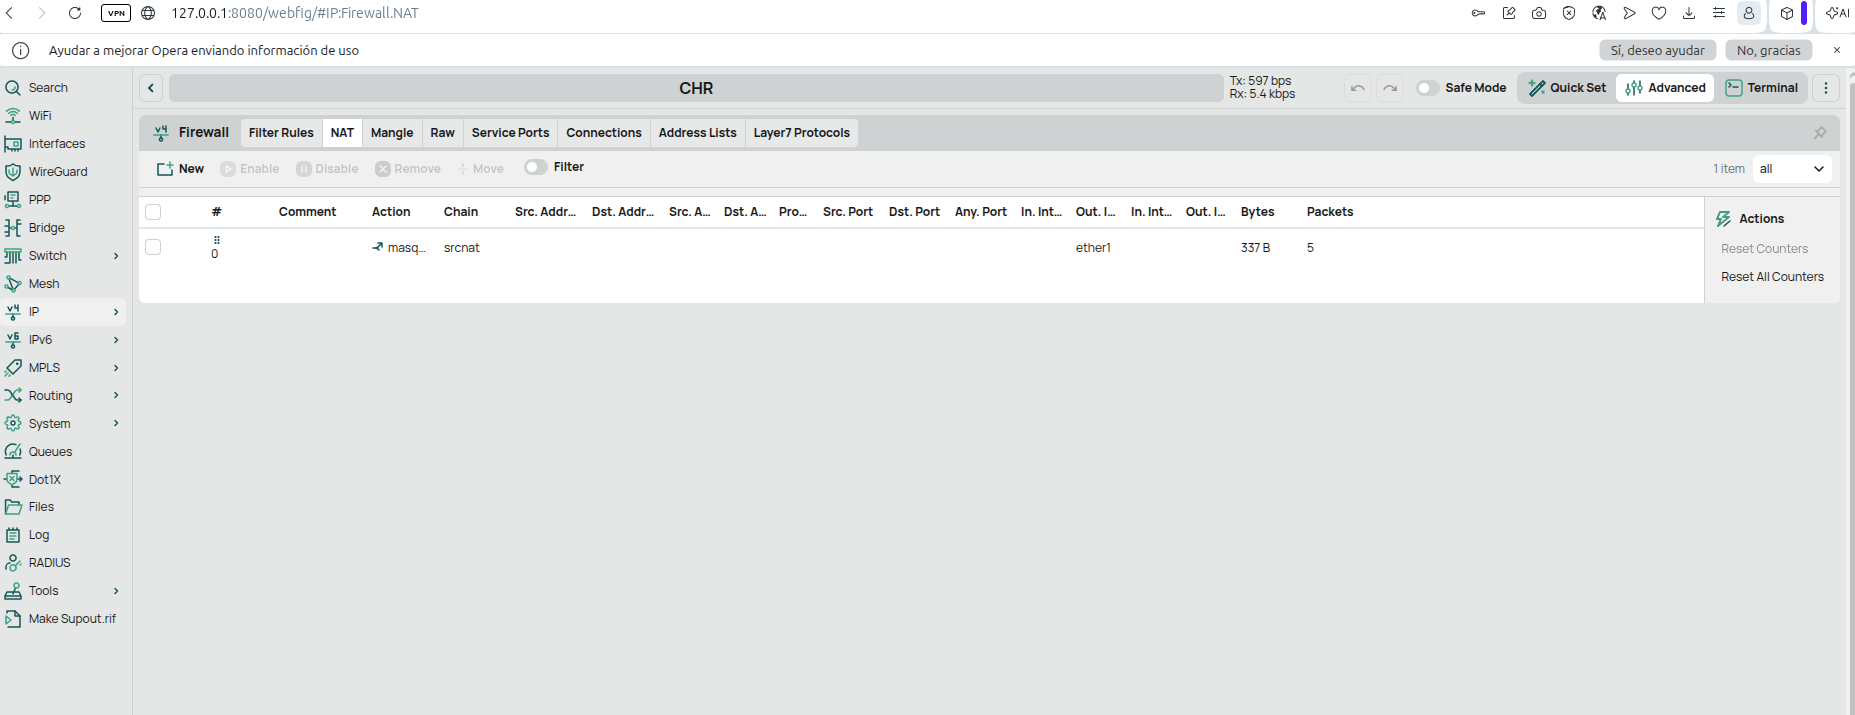 VPN 127.0.0.1:8080/webfig/#IP:Firewall.NAT AI
Ayudar a mejorar Opera enviando información de uso Sí, deseo ayudar No, gracias
Search
WiFi
Interfaces
WireGuard
PPP
Bridge
Switch
Mesh
IP
IPv6
MPLS
Routing
System
Queues
Dot1X
Files
Log
RADIUS
Tools
Make Supout.rif
CHR
Tx: 597 bps
Rx: 5.4 kbps
Safe Mode Quick Set Advanced Terminal
v4 Firewall Filter Rules NAT Mangle Raw Service Ports Connections Address Lists Layer7 Protocols
New Enable Disable Remove Move Filter 1 item all
# Comment Action Chain Src. Addr... Dst. Addr... Src. A... Dst. A... Pro... Src. Port Dst. Port Any. Port In. Int... Out. I... In. Int... Out. I... Bytes Packets
0 masq... srcnat ether1 337 B 5
Actions
Reset Counters
Reset All Counters